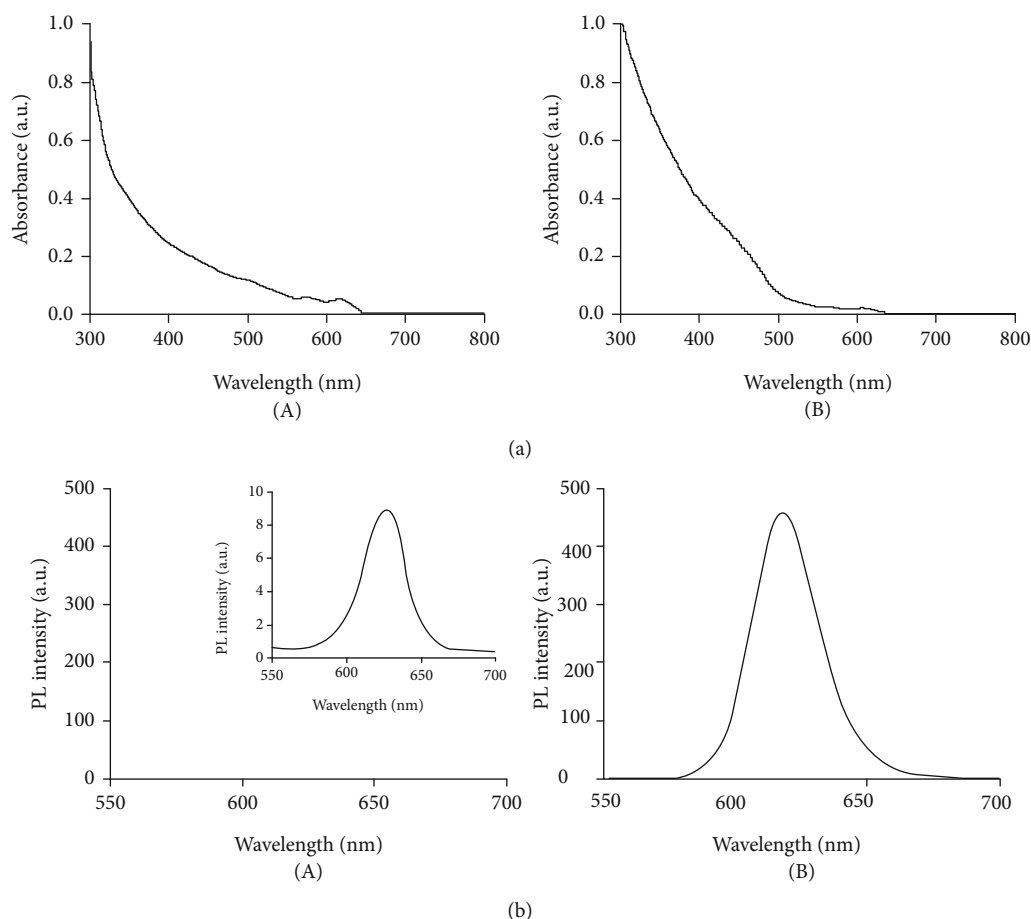 1.0
0.8
0.6
0.4
0.2
0.0
Absorbance (a.u.)
300 400 500 600 700 800
Wavelength (nm)
(A)
1.0
0.8
0.6
0.4
0.2
0.0
Absorbance (a.u.)
300 400 500 600 700 800
Wavelength (nm)
(B)
(a)
500
400
300
200
100
0
PL intensity (a.u.)
550 600 650 700
Wavelength (nm)
(A)
10
8
6
4
2
0
PL intensity (a.u.)
550 600 650 700
Wavelength (nm)
500
400
300
200
100
0
PL intensity (a.u.)
550 600 650 700
Wavelength (nm)
(B)
(b)